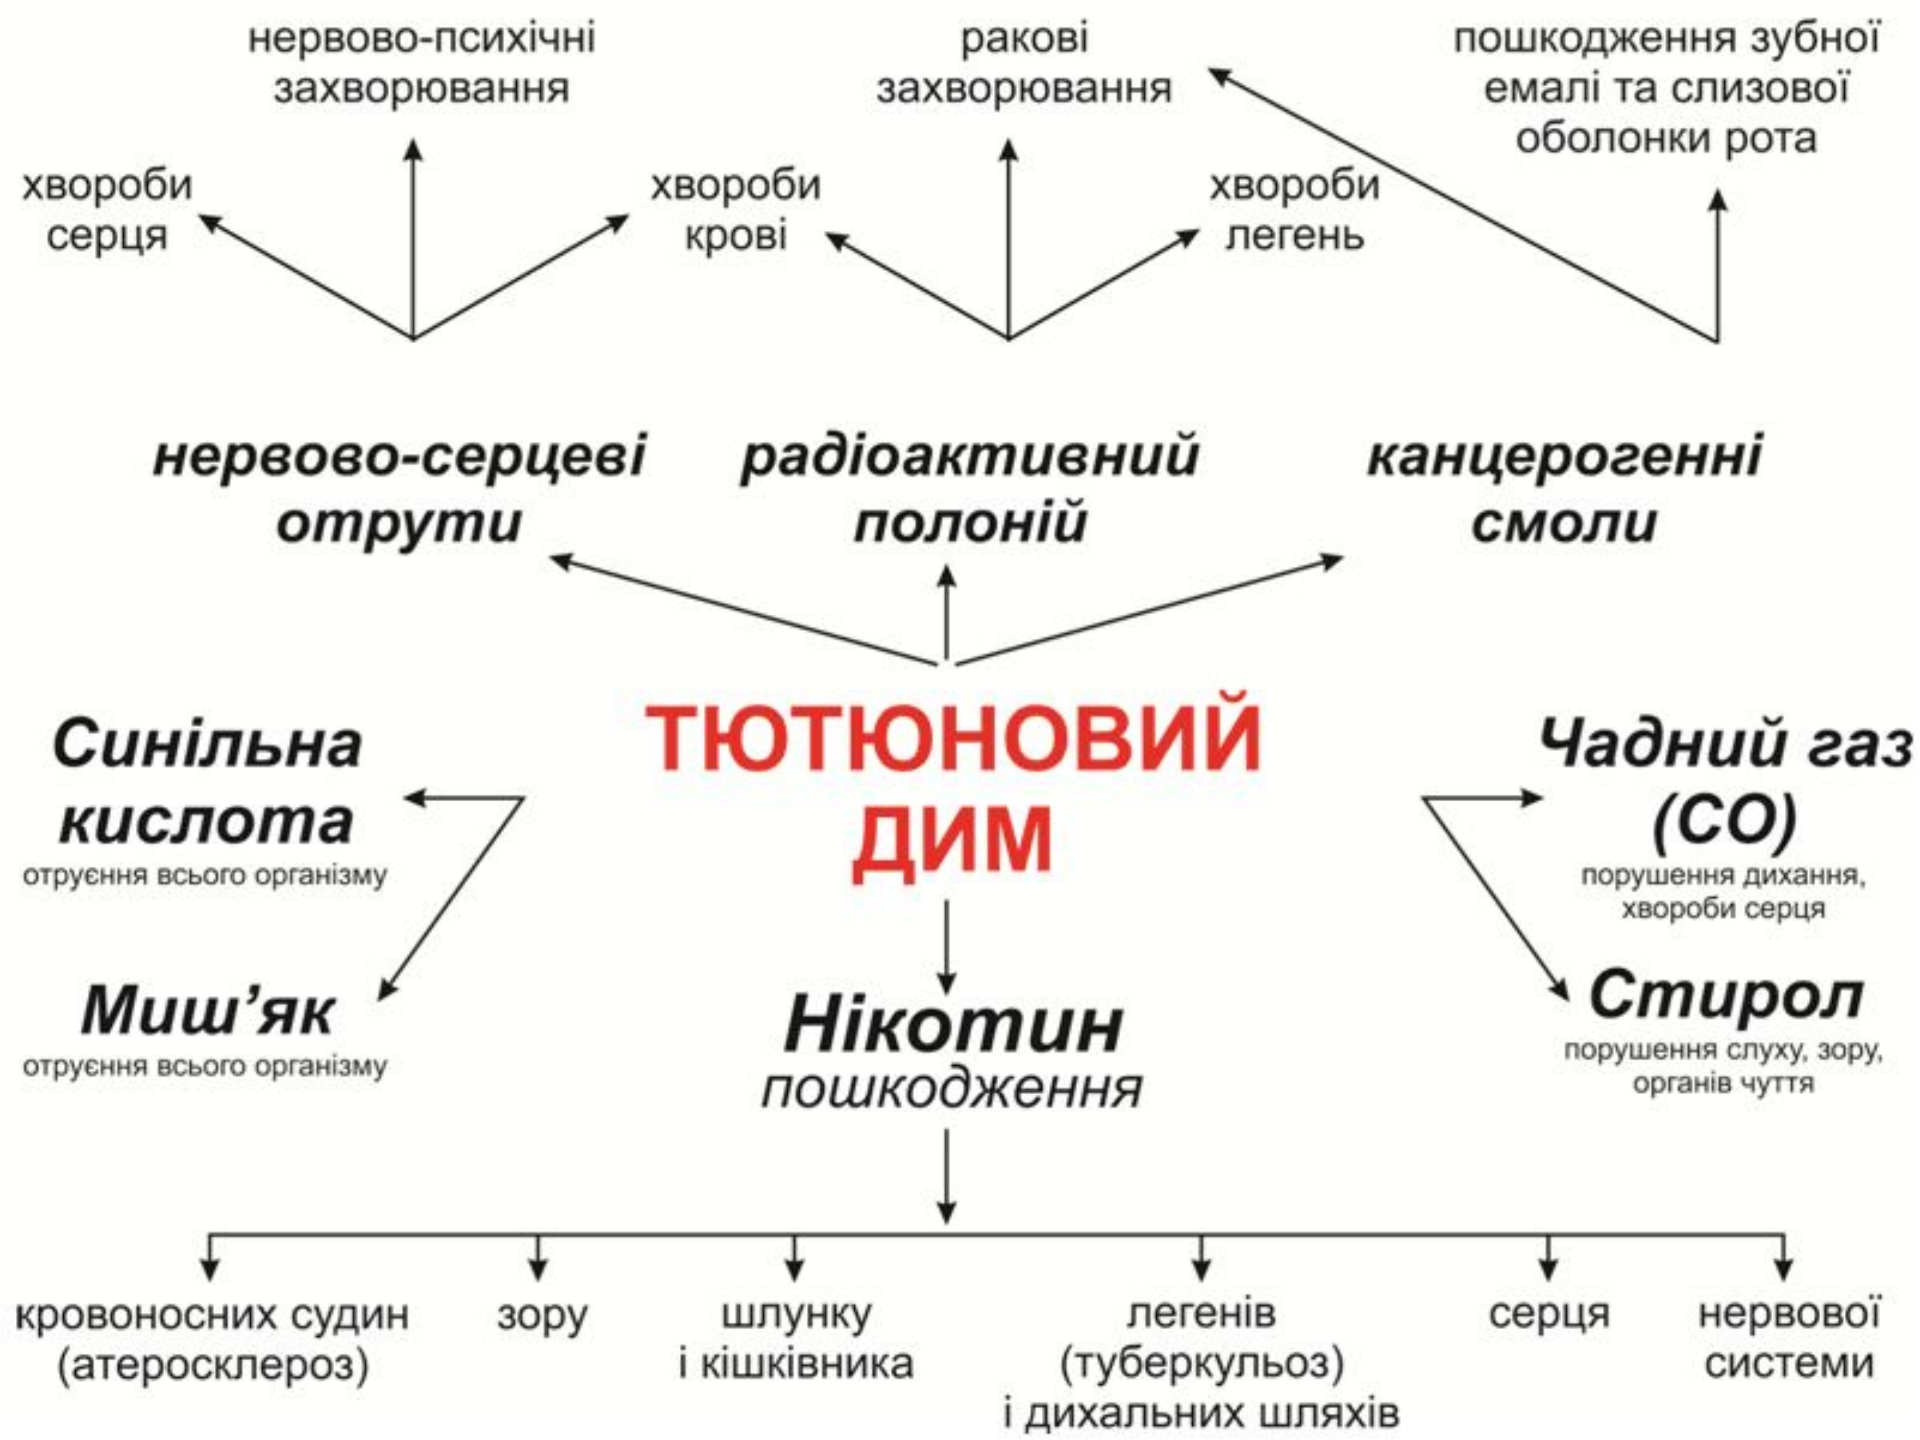 нервово-психічні
захворювання
ракові
захворювання
пошкодження зубної
емалі та слизової
оболонки рота
хвороби
серця
хвороби
крові
хвороби
легень
нервово-серцеві
отрути
радіоактивний
полоній
канцерогенні
смоли
ТЮТЮНОВИЙ
ДИМ
Синільна
кислота
отруєння всього організму
Чадний газ
(СО)
порушення дихання,
хвороби серця
Миш’як
отруєння всього організму
Нікотин
пошкодження
Стирол
порушення слуху, зору,
органів чуття
кровоносних судин
(атеросклероз)
зору
шлунку
і кішківника
легенів
(туберкульоз)
і дихальних шляхів
серця
нервової
системи